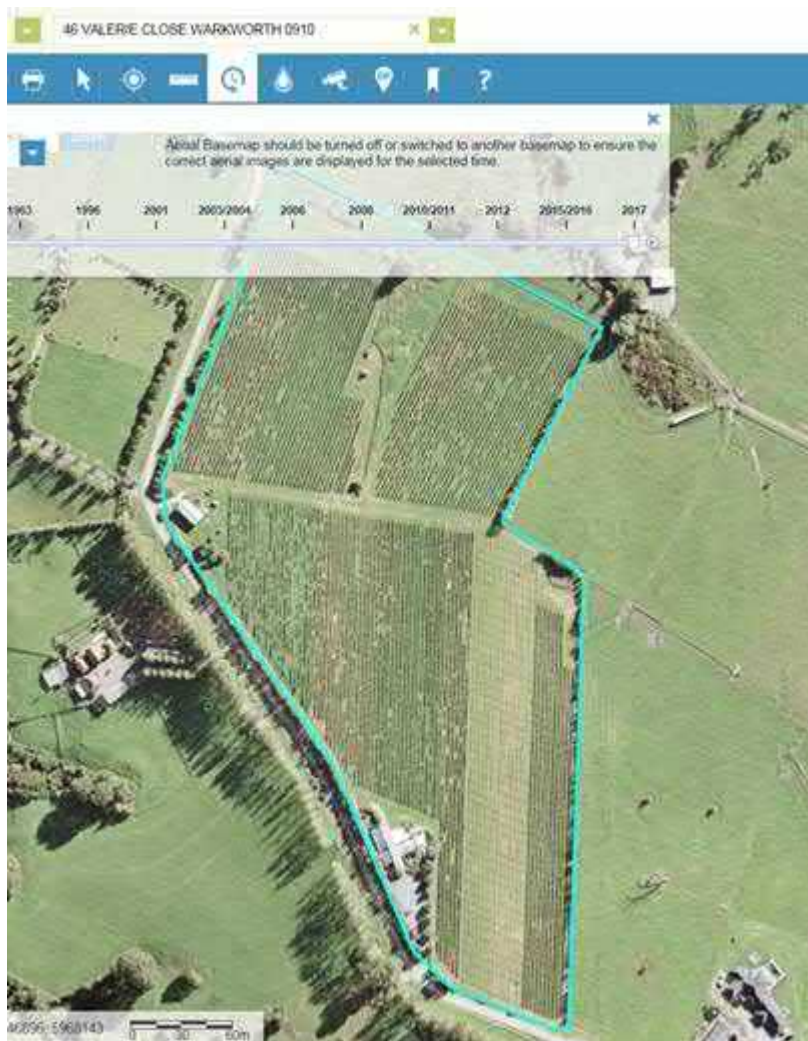 46 VALERIE CLOSE WARKWORTH 0910
?
Aerial Basemap should be turned off or switched to another basemap to ensure the
correct aerial images are displayed for the selected time.
1963 1996 2001 2003/2004 2006 2008 2010/2011 2012 2015/2016 2017
46896, 5968143
0 30 60m